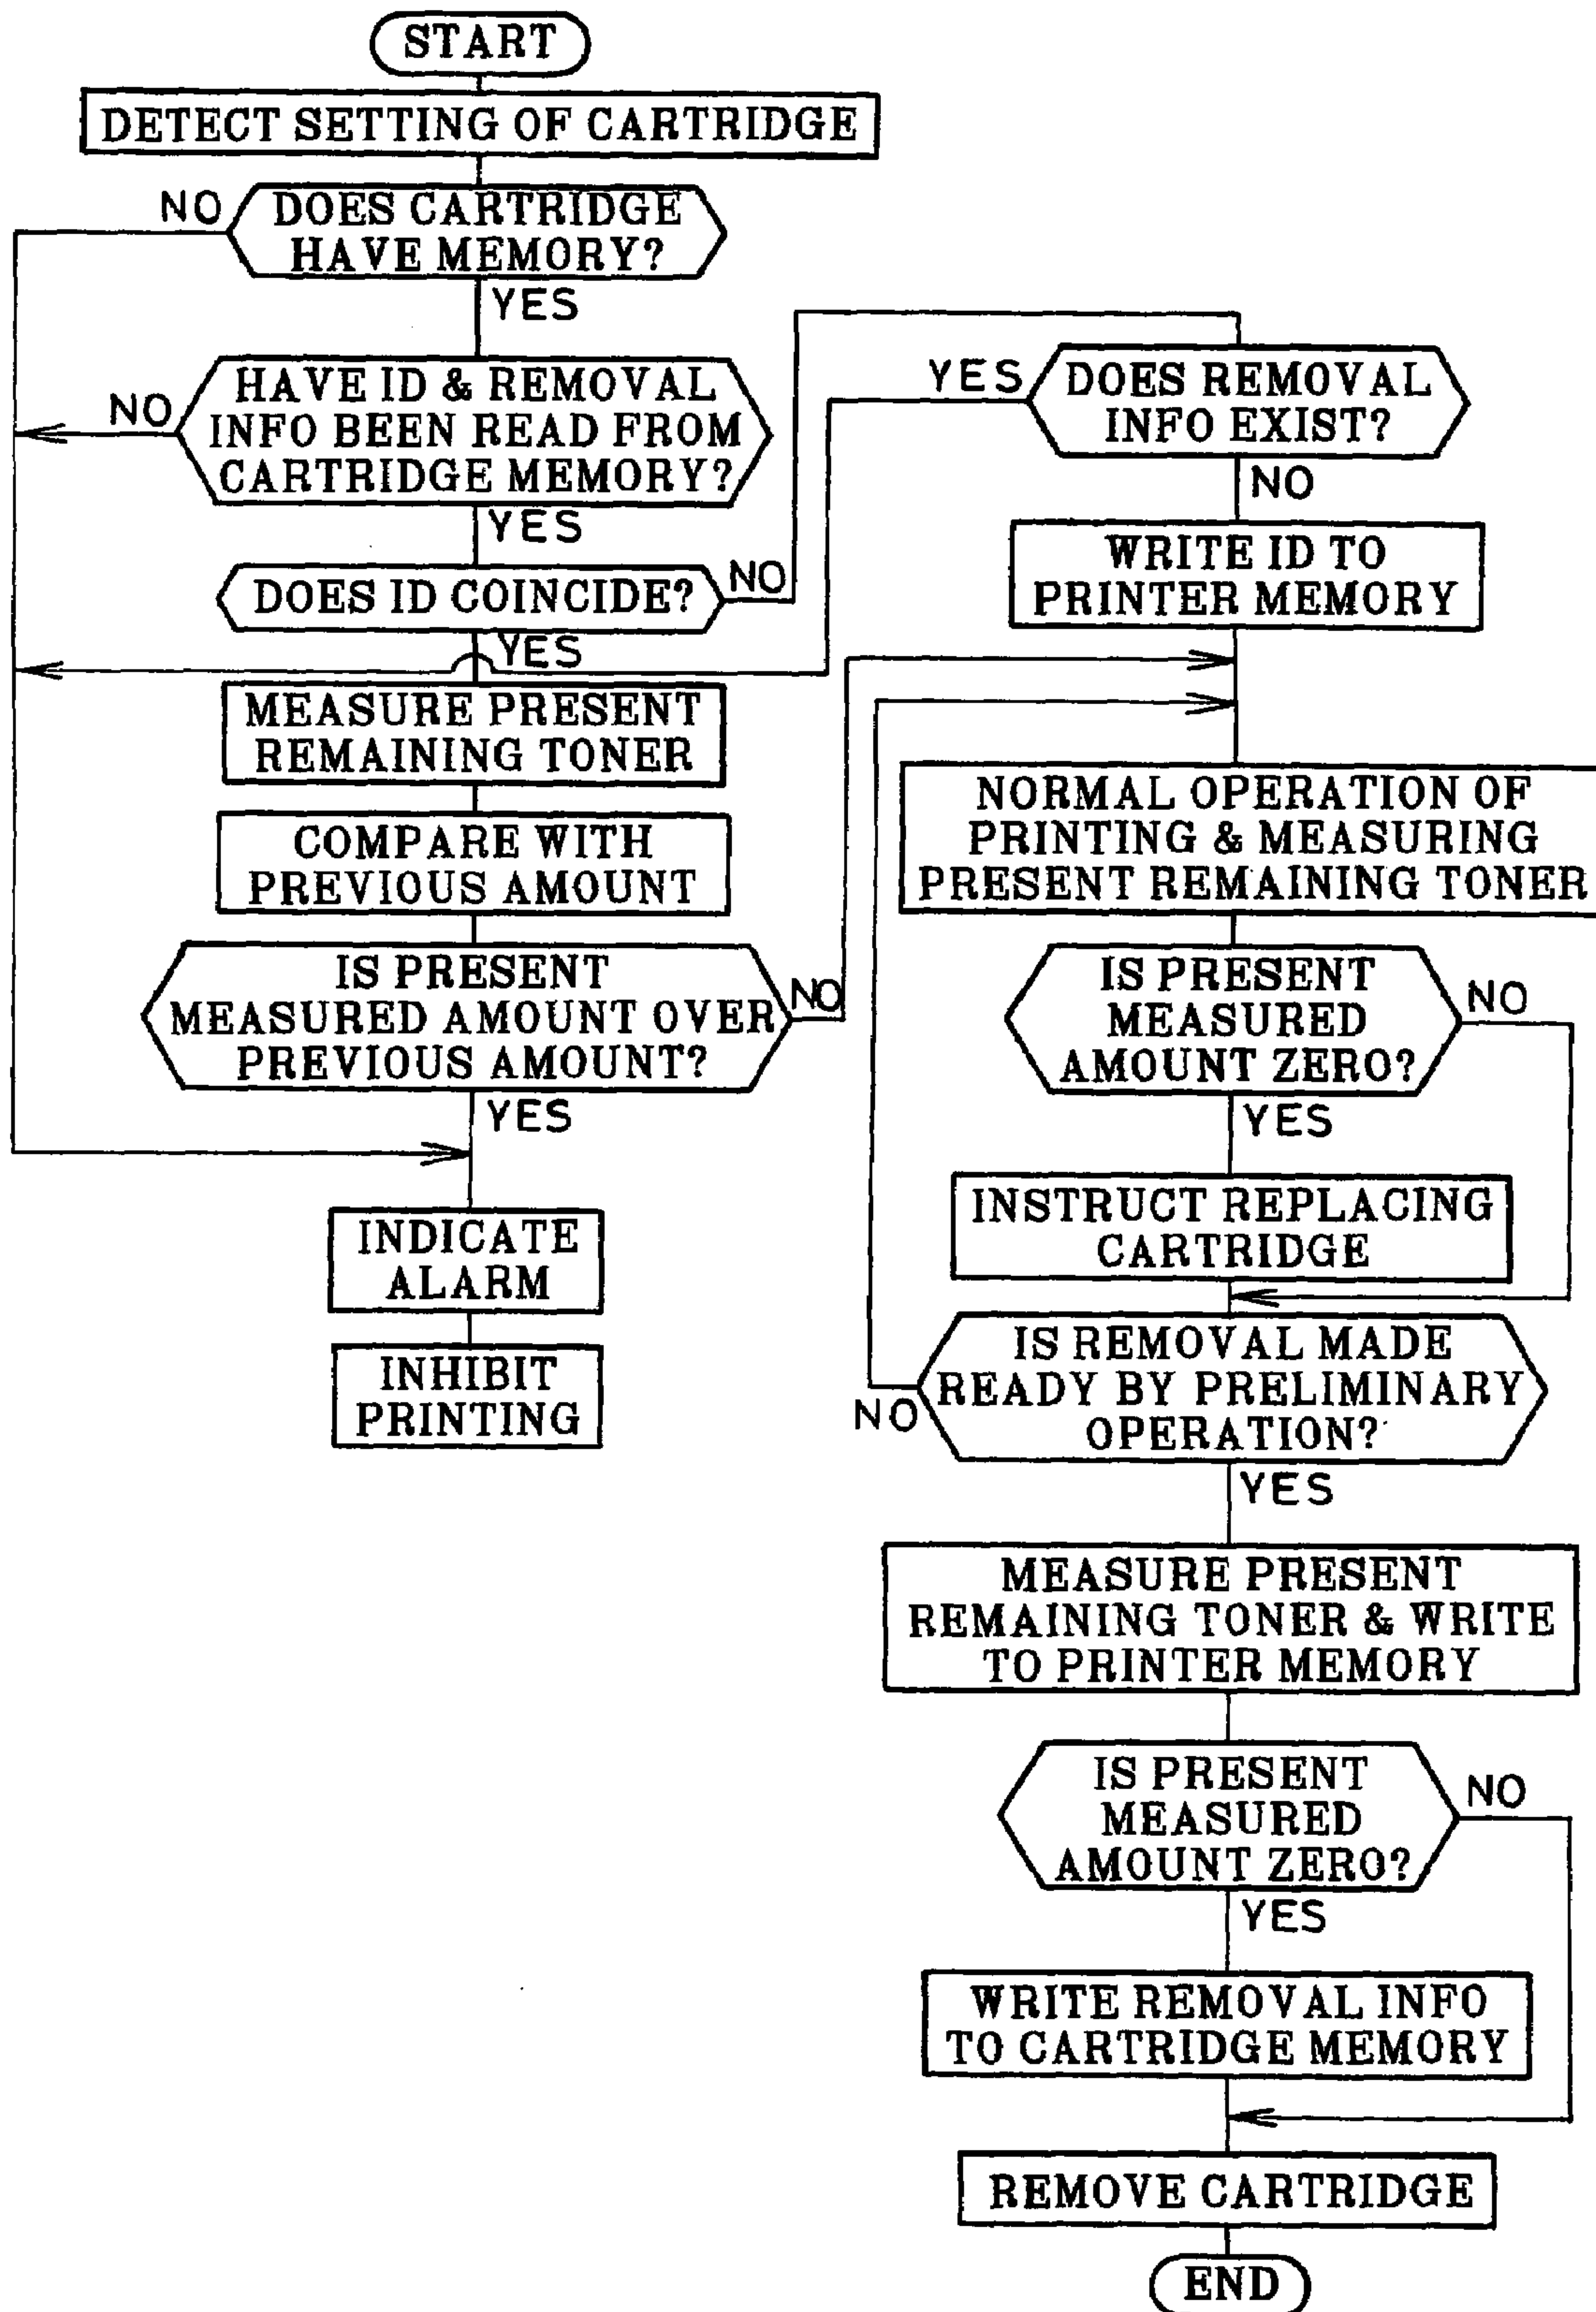 START
DETECT SETTING OF CARTRIDGE
NO
DOES CARTRIDGE
HAVE MEMORY?
YES
HAVE ID & REMOVAL
INFO BEEN READ FROM
CARTRIDGE MEMORY?
NO
YES
DOES ID COINCIDE?
NO
YES
MEASURE PRESENT
REMAINING TONER
COMPARE WITH
PREVIOUS AMOUNT
IS PRESENT
MEASURED AMOUNT OVER
PREVIOUS AMOUNT?
NO
YES
INDICATE
ALARM
INHIBIT
PRINTING
YES
DOES REMOVAL
INFO EXIST?
NO
WRITE ID TO
PRINTER MEMORY
NORMAL OPERATION OF
PRINTING & MEASURING
PRESENT REMAINING TONER
IS PRESENT
MEASURED
AMOUNT ZERO?
NO
YES
INSTRUCT REPLACING
CARTRIDGE
IS REMOVAL MADE
READY BY PRELIMINARY
OPERATION?
NO
YES
MEASURE PRESENT
REMAINING TONER & WRITE
TO PRINTER MEMORY
IS PRESENT
MEASURED
AMOUNT ZERO?
NO
YES
WRITE REMOVAL INFO
TO CARTRIDGE MEMORY
REMOVE CARTRIDGE
END